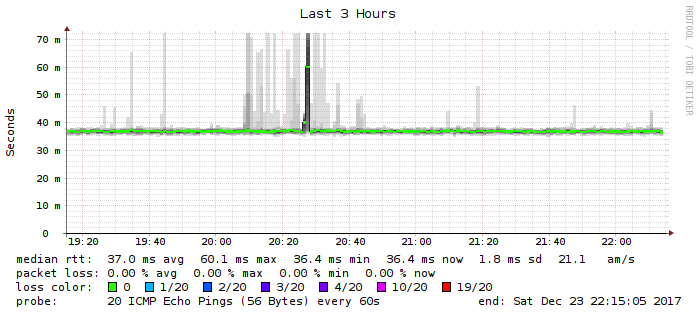 Last 3 Hours
RRDTOOL / TOBI OETIKER
Seconds
70 m
60 m
50 m
40 m
30 m
20 m
10 m
0
19:20 19:40 20:00 20:20 20:40 21:00 21:20 21:40 22:00
median rtt: 37.0 ms avg 60.1 ms max 36.4 ms min 36.4 ms now 1.8 ms sd 21.1 am/s
packet loss: 0.00 % avg 0.00 % max 0.00 % min 0.00 % now
loss color: 0 1/20 2/20 3/20 4/20 10/20 19/20
probe: 20 ICMP Echo Pings (56 Bytes) every 60s end: Sat Dec 23 22:15:05 2017